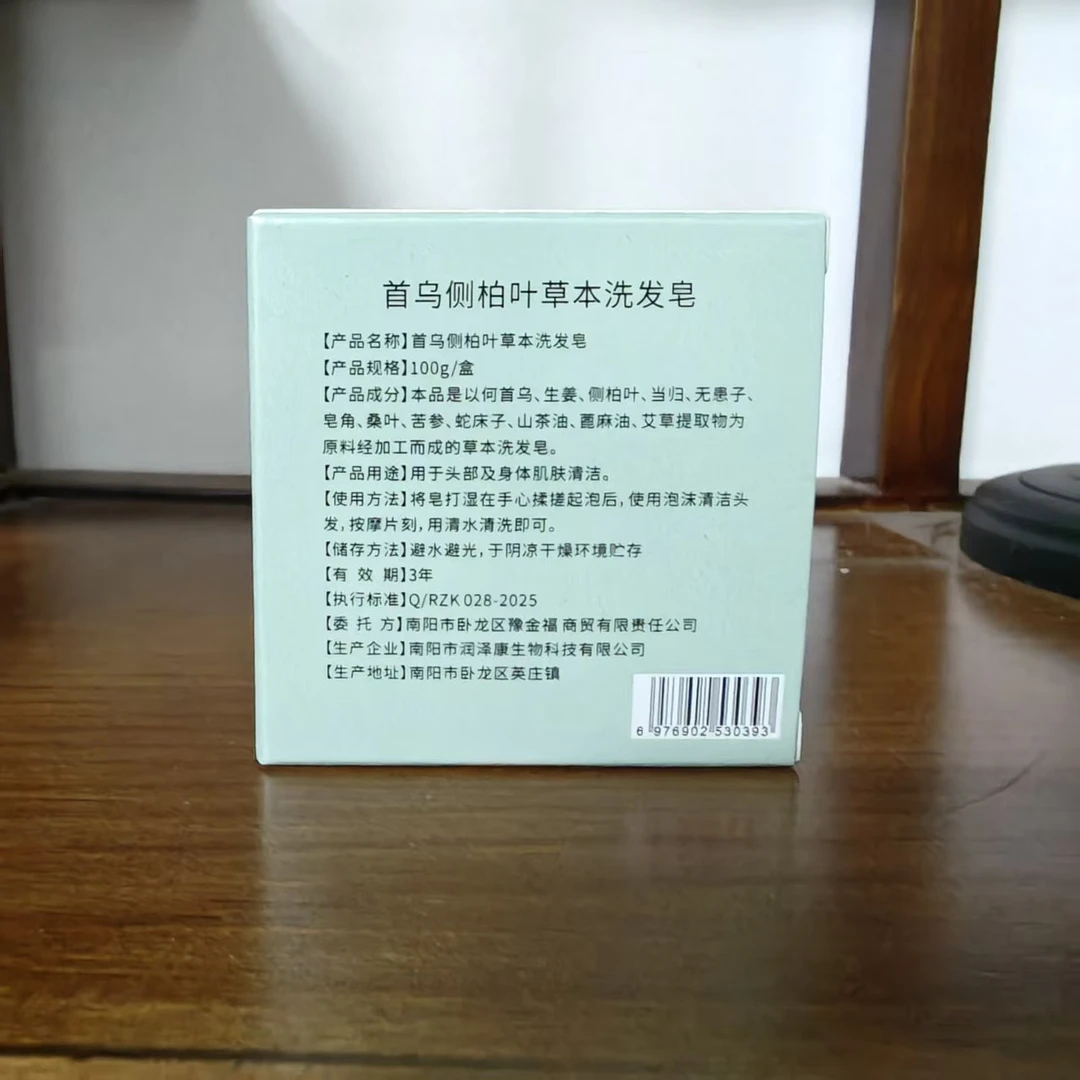 首乌侧柏叶草本洗发皂
【产品名称】首乌侧柏叶草本洗发皂
【产品规格】100g/盒
【产品成分】本品是以何首乌、生姜、侧柏叶、当归、无患子、
皂角、桑叶、苦参、蛇床子、山茶油、蓖麻油、艾草提取物为
原料经加工而成的草本洗发皂。
【产品用途】用于头部及身体肌肤清洁。
【使用方法】将皂打湿在手心揉搓起泡后,使用泡沫清洁头
发,按摩片刻,用清水清洗即可。
【储存方法】避水避光,于阴凉干燥环境贮存
【有 效 期】3年
【执行标准】Q/RZK 028-2025
【委 托 方】南阳市卧龙区豫金福商贸有限责任公司
【生产企业】南阳市润泽康生物科技有限公司
【生产地址】南阳市卧龙区英庄镇
6 976902 530393